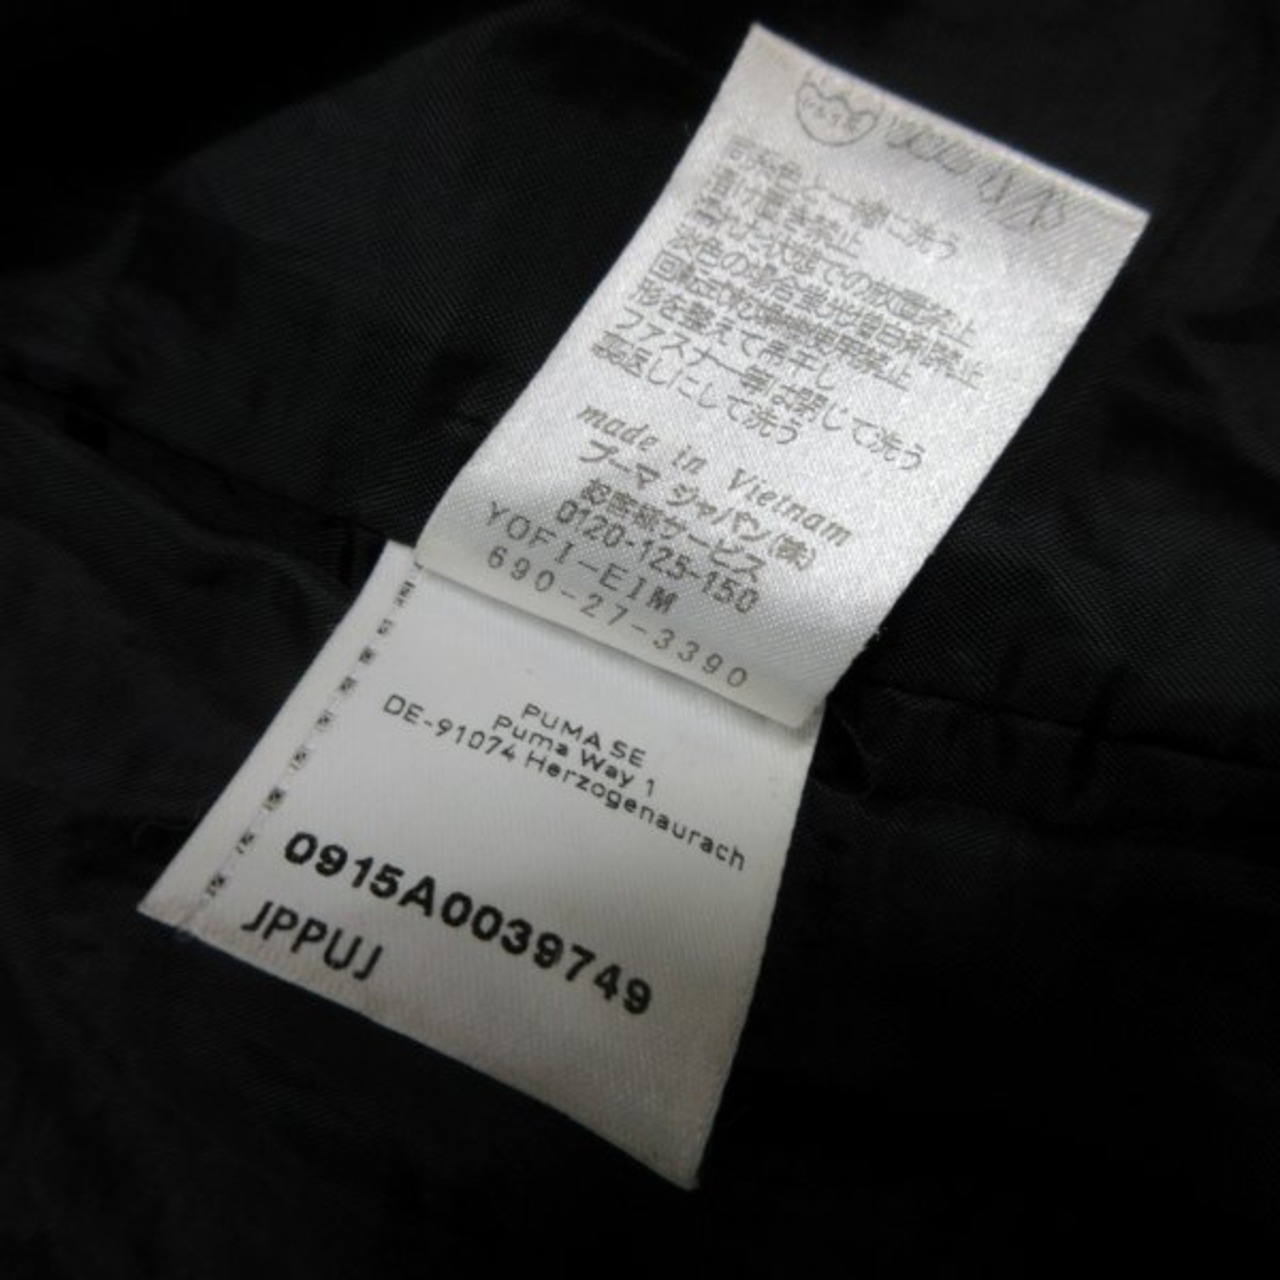 同系色と一緒に洗う
漬け置き禁止
濡れた状態での放置禁止
淡色の場合蛍光増白剤禁止
回転式乾燥機使用禁止
形を整えて吊干し
ファスナー等は閉じて洗う
裏返しにして洗う
made in Vietnam
プーマ ジャパン(株)
お客様サービス
0120-125-150
YOFI-EIM
690-27-3390
PUMA SE
Puma Way 1
DE-91074 Herzogenaurach
0915A0039749
JPPUJ